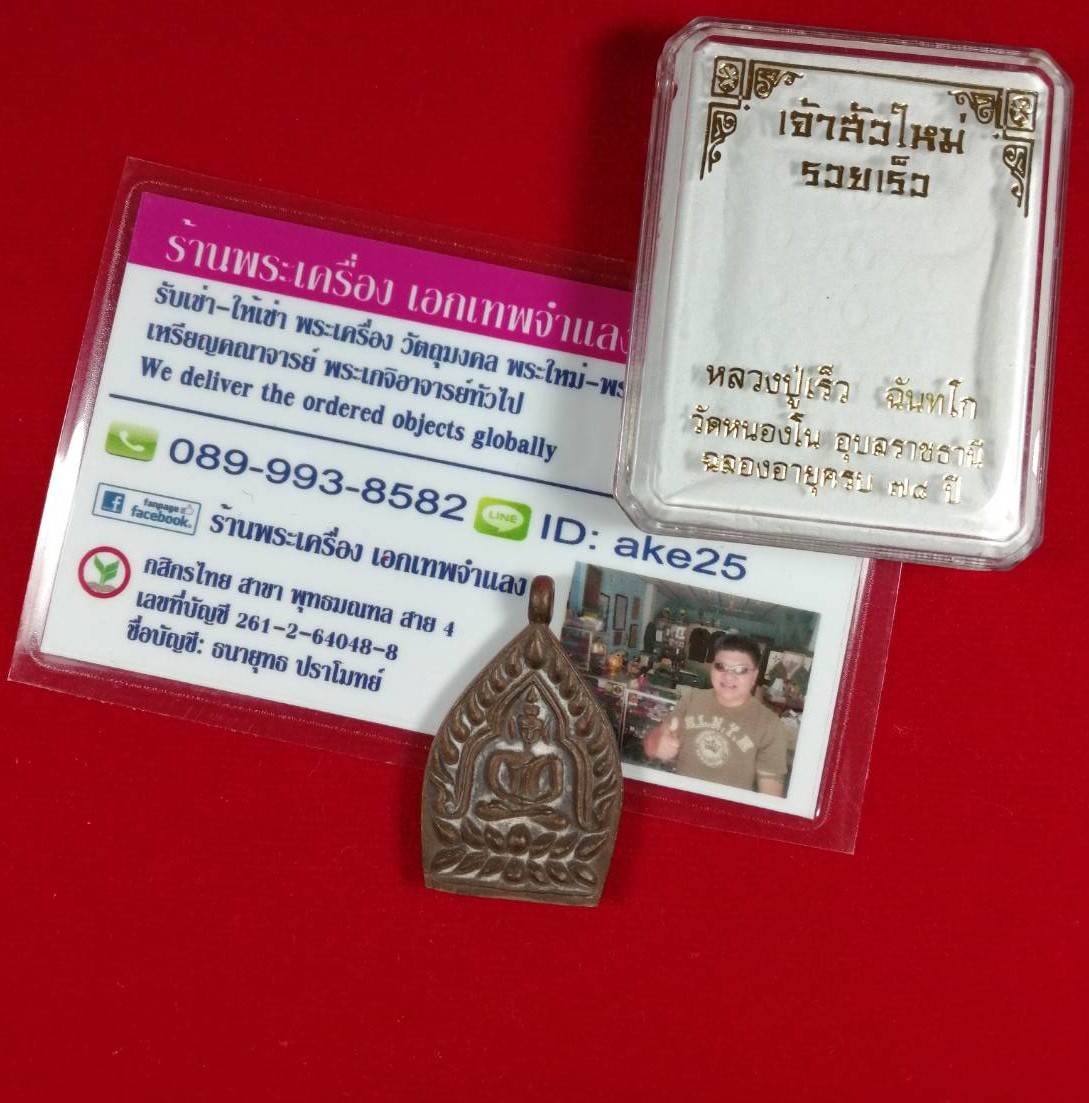 เจ้าสัวใหม่
รวยเร็ว
หลวงปู่เร็ว ฉันทโก
วัดหนองโน อุบลราชธานี
ฉลองอายุครบ ๗๔ ปี
ร้านพระเครื่อง เอกเทพจำแลง
รับเช่า-ให้เช่า พระเครื่อง วัตถุมงคล พระใหม่-พระ
เหรียญคณาจารย์ พระเกจิอาจารย์ทั่วไป
We deliver the ordered objects globally
089-993-8582 LINE ID: ake25
fanpage
facebook.
ร้านพระเครื่อง เอกเทพจำแลง
กสิกรไทย สาขา พุทธมณฑล สาย 4
เลขที่บัญชี 261-2-64048-8
ชื่อบัญชี: ธนายุทธ ปราโมทย์